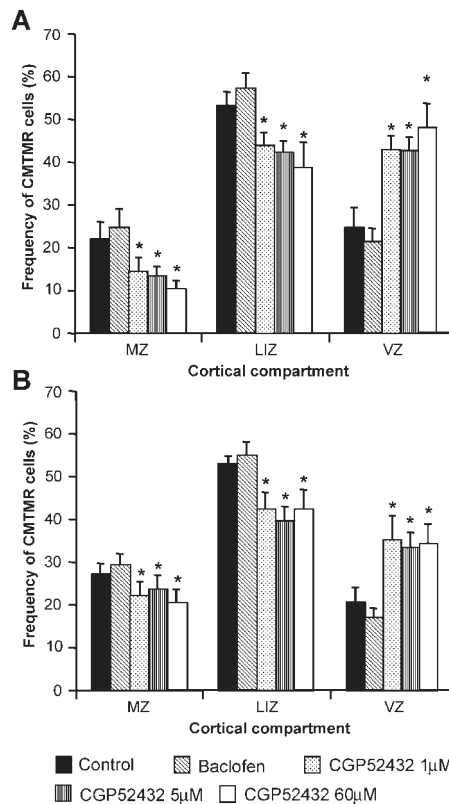 A
Frequency of CMTMR cells (%)
70
60
50
40
30
20
10
0
* * *
* * *
* * *
MZ LIZ VZ
Cortical compartment
B
Frequency of CMTMR cells (%)
70
60
50
40
30
20
10
0
* * *
* * *
* * *
MZ LIZ VZ
Cortical compartment
Control Baclofen CGP52432 1µM
CGP52432 5µM CGP52432 60µM